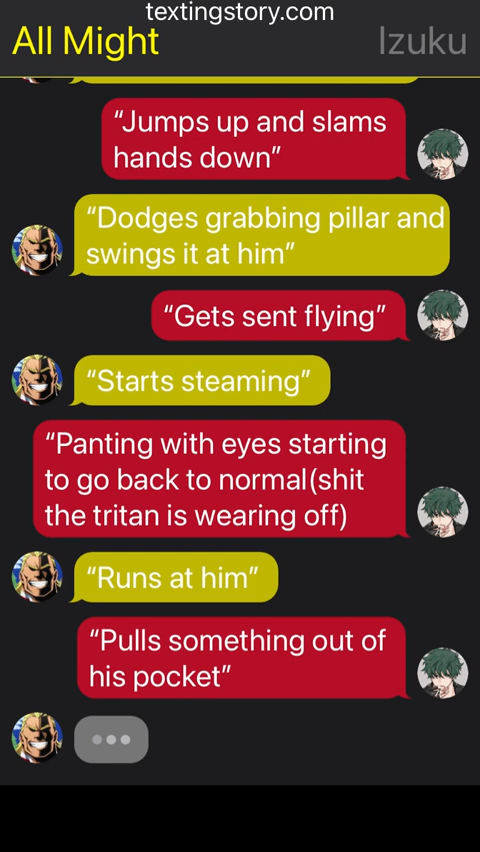 textingstory.com
All Might
Izuku
“Jumps up and slams
hands down”
“Dodges grabbing pillar and
swings it at him”
“Gets sent flying”
“Starts steaming”
“Panting with eyes starting
to go back to normal(shit
the tritan is wearing off)
“Runs at him”
“Pulls something out of
his pocket”